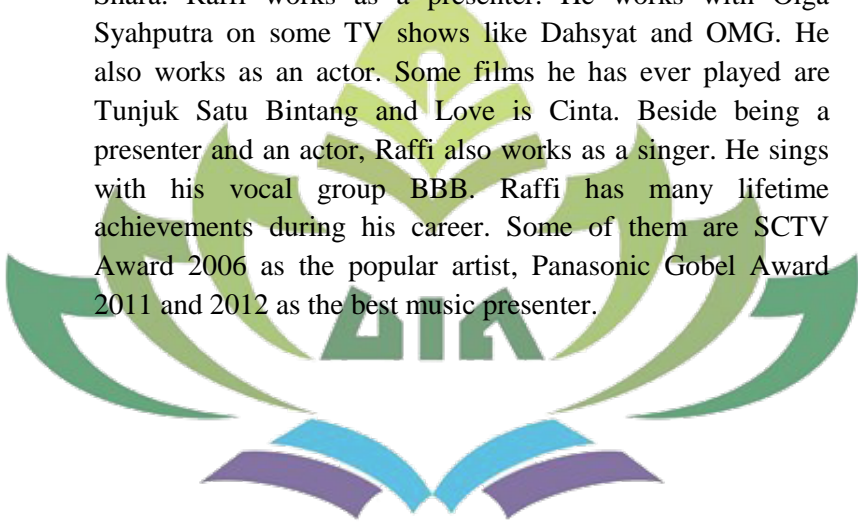 Shara. Raffi works as a presenter. He works with Olga
Syahputra on some TV shows like Dahsyat and OMG. He
also works as an actor. Some films he has ever played are
Tunjuk Satu Bintang and Love is Cinta. Beside being a
presenter and an actor, Raffi also works as a singer. He sings
with his vocal group BBB. Raffi has many lifetime
achievements during his career. Some of them are SCTV
Award 2006 as the popular artist, Panasonic Gobel Award
2011 and 2012 as the best music presenter.